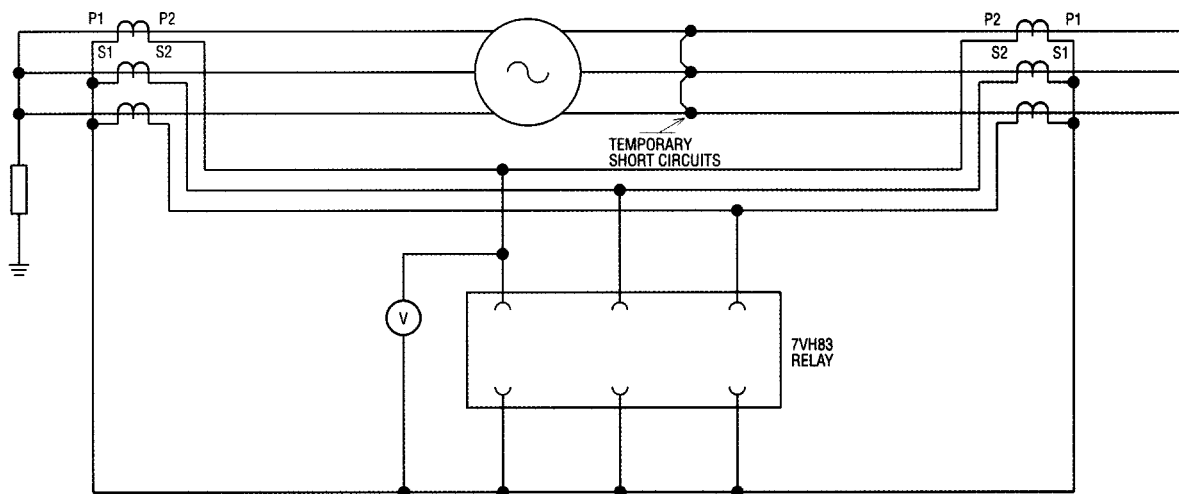 P1 P2 P2 P1
S1 S2 S2 S1
TEMPORARY
SHORT CIRCUITS
V
7VH83
RELAY